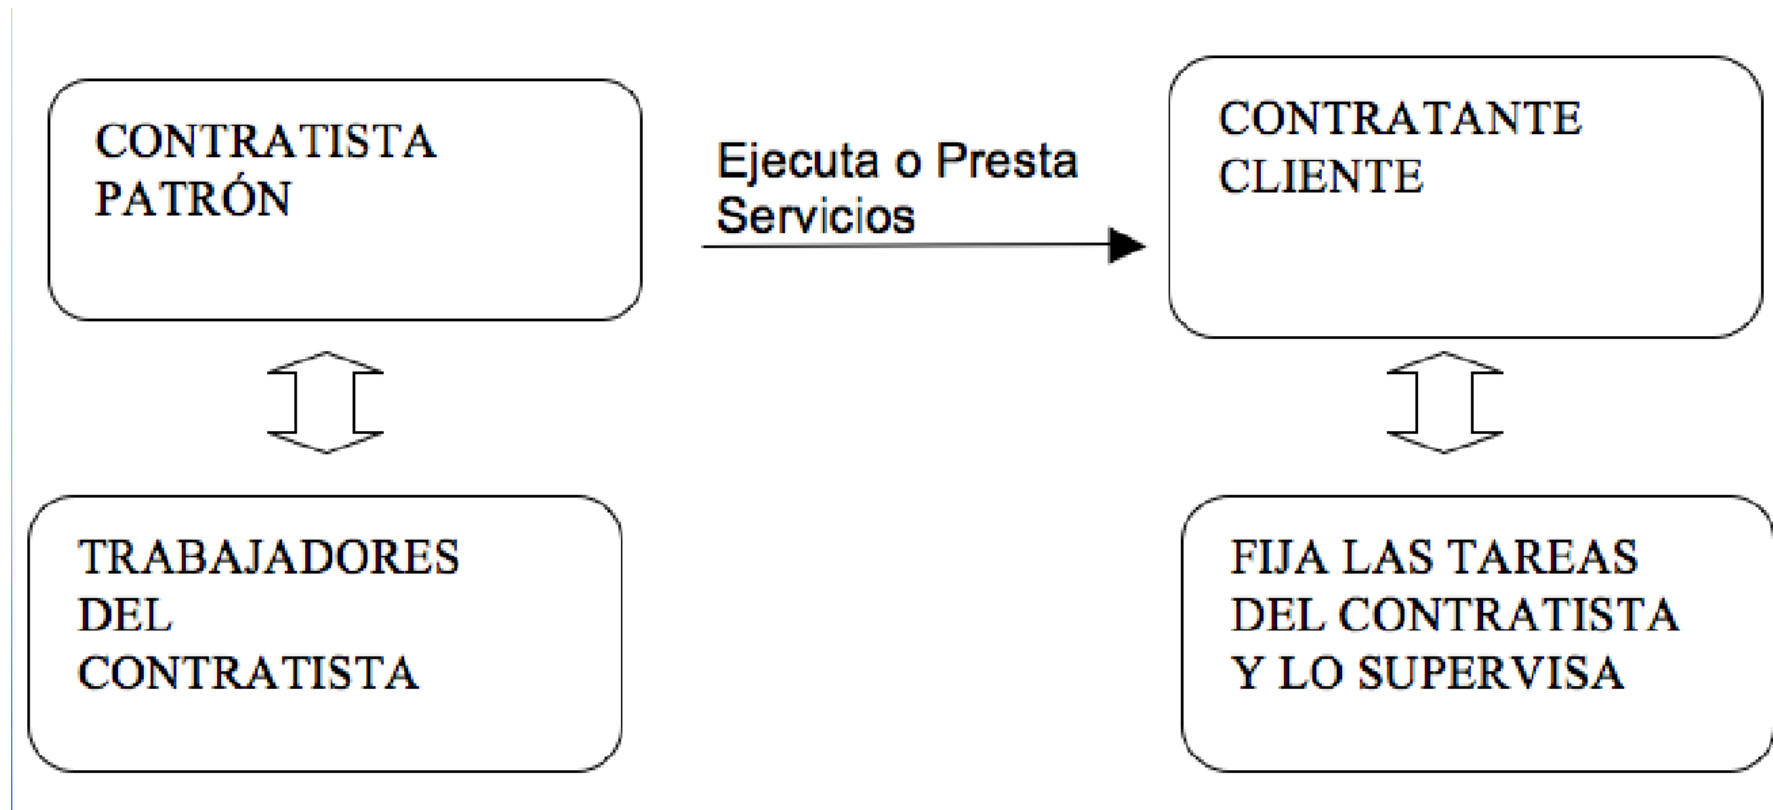 CONTRATISTA
PATRÓN
Ejecuta o Presta
Servicios
CONTRATANTE
CLIENTE
TRABAJADORES
DEL
CONTRATISTA
FIJA LAS TAREAS
DEL CONTRATISTA
Y LO SUPERVISA